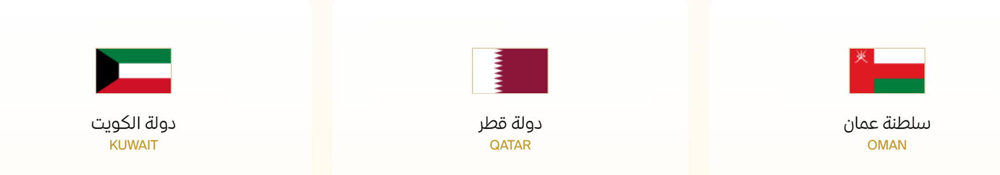 دولة الكويت
KUWAIT
دولة قطر
QATAR
سلطنة عمان
OMAN